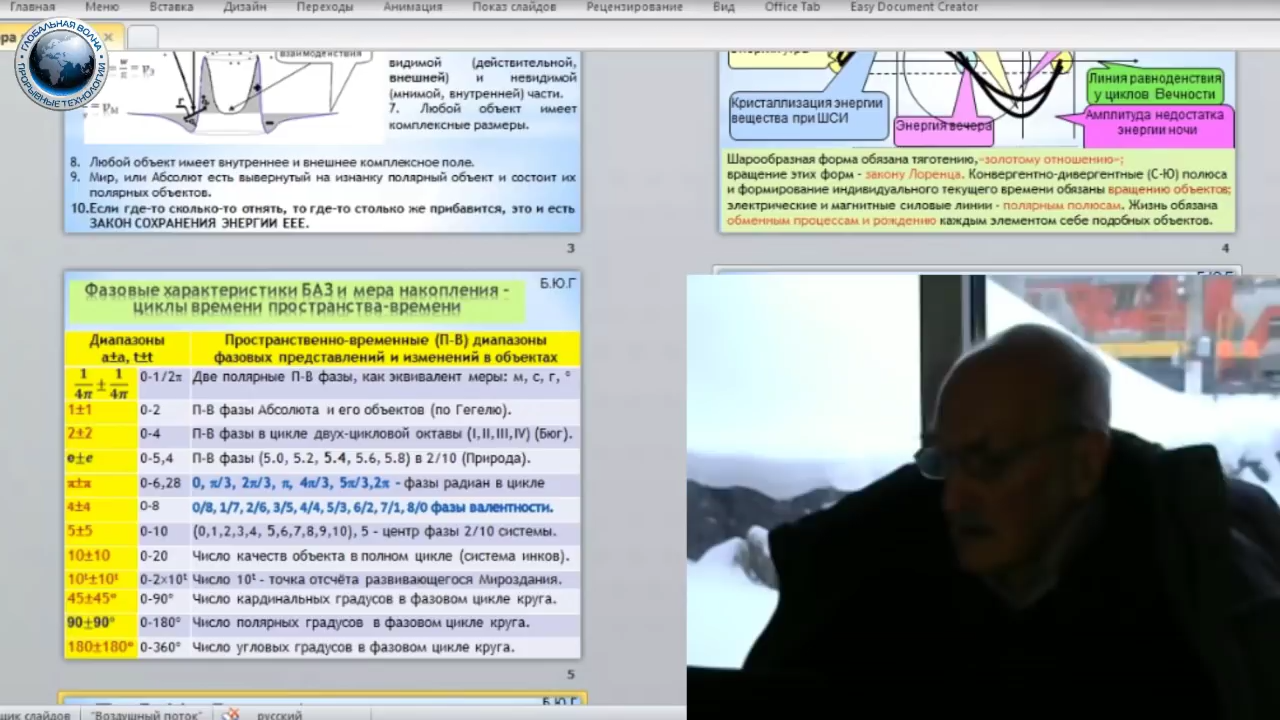 Главная Меню Вставка Дизайн Переходы Анимация Показ слайдов Рецензирование Вид Office Tab Easy Document Creator
ГЛОБАЛЬНАЯ ВОЛНА
ПРОРЫВНЫЕ ТЕХНОЛОГИИ
взаимодействия
видимой (действительной,
внешней) и невидимой
(мнимой, внутренней) части.
7. Любой объект имеет
комплексные размеры.
8. Любой объект имеет внутреннее и внешнее комплексное поле.
9. Мир, или Абсолют есть вывернутый на изнанку полярный объект и состоит их
полярных объектов.
10.Если где-то сколько-то отнять, то где-то столько же прибавится, это и есть
ЗАКОН СОХРАНЕНИЯ ЭНЕРГИИ ЕЕЕ.
3
Кристаллизация энергии
вещества при ШСИ
Энергия вечера
Линия равноденствия
у циклов Вечности
Амплитуда недостатка
энергии ночи
Шарообразная форма обязана тяготению, «золотому отношению»;
вращение этих форм - закону Лоренца. Конвергентно-дивергентные (С-Ю) полюса
и формирование индивидуального текущего времени обязаны вращению объектов;
электрические и магнитные силовые линии - полярным полюсам. Жизнь обязана
обменным процессам и рождению каждым элементом себе подобных объектов.
4
Б.Ю.Г
Фазовые характеристики БАЗ и мера накопления -
циклы времени пространства-времени
Диапазоны
a±a, t±t
Пространственно-временные (П-В) диапазоны
фазовых представлений и изменений в объектах
1/4π ± 1/4π 0-1/2π Две полярные П-В фазы, как эквивалент меры: м, с, г, °
1±1 0-2 П-В фазы Абсолюта и его объектов (по Гегелю).
2±2 0-4 П-В фазы в цикле двух-цикловой октавы (I,II,III,IV) (Бюг).
e±e 0-5,4 П-В фазы (5.0, 5.2, 5.4, 5.6, 5.8) в 2/10 (Природа).
π±π 0-6,28 0, π/3, 2π/3, π, 4π/3, 5π/3,2π - фазы радиан в цикле
4±4 0-8 0/8, 1/7, 2/6, 3/5, 4/4, 5/3, 6/2, 7/1, 8/0 фазы валентности.
5±5 0-10 (0,1,2,3,4, 5,6,7,8,9,10), 5 - центр фазы 2/10 системы.
10±10 0-20 Число качеств объекта в полном цикле (система инков).
10ᵗ±10ᵗ 0-2×10ᵗ Число 10ᵗ - точка отсчёта развивающегося Мироздания.
45±45° 0-90° Число кардинальных градусов в фазовом цикле круга.
90±90° 0-180° Число полярных градусов в фазовом цикле круга.
180±180° 0-360° Число угловых градусов в фазовом цикле круга.
5
"Воздушный поток" русский